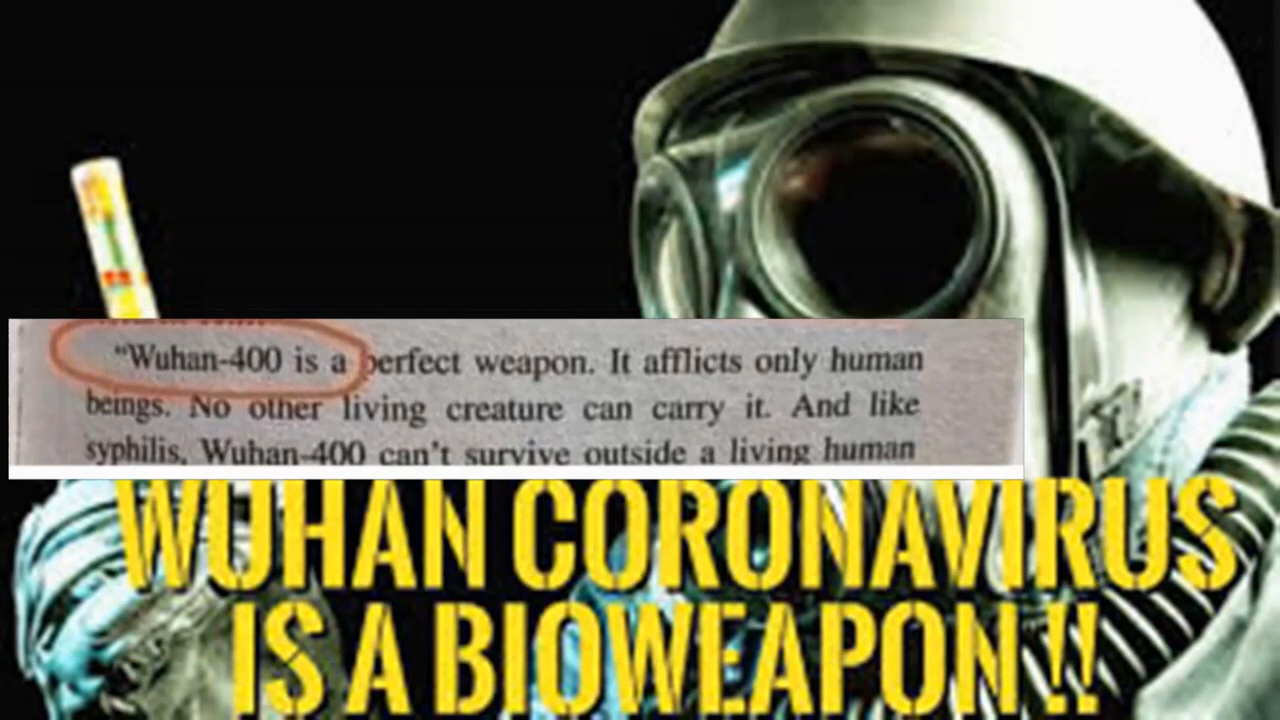 "Wuhan-400 is a perfect weapon. It afflicts only human
beings. No other living creature can carry it. And like
syphilis, Wuhan-400 can't survive outside a living human
WUHAN CORONAVIRUS
IS A BIOWEAPON !!